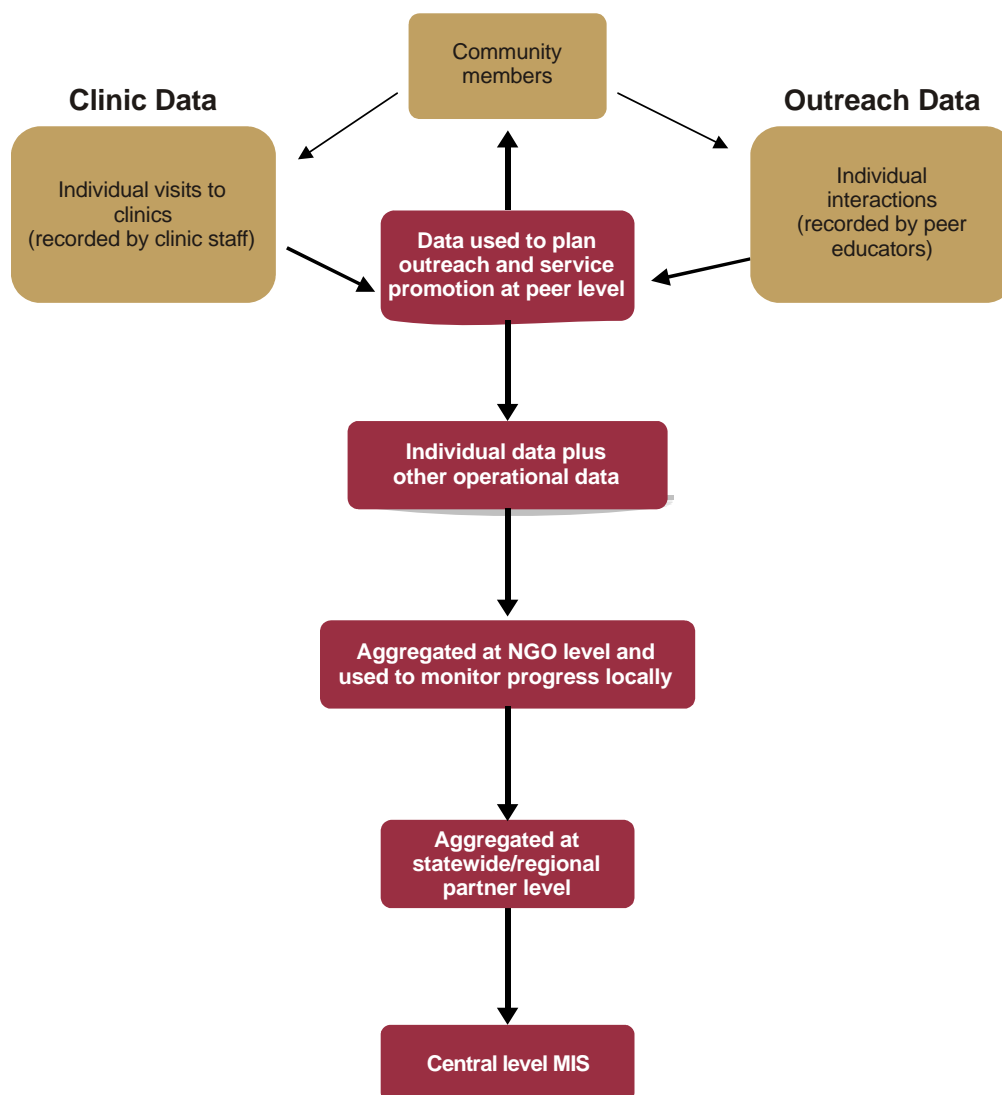 Community
members
Clinic Data
Outreach Data
Individual visits to
clinics
(recorded by clinic staff)
Individual
interactions
(recorded by peer
educators)
Data used to plan
outreach and service
promotion at peer level
Individual data plus
other operational data
Aggregated at NGO level and
used to monitor progress locally
Aggregated at
statewide/regional
partner level
Central level MIS